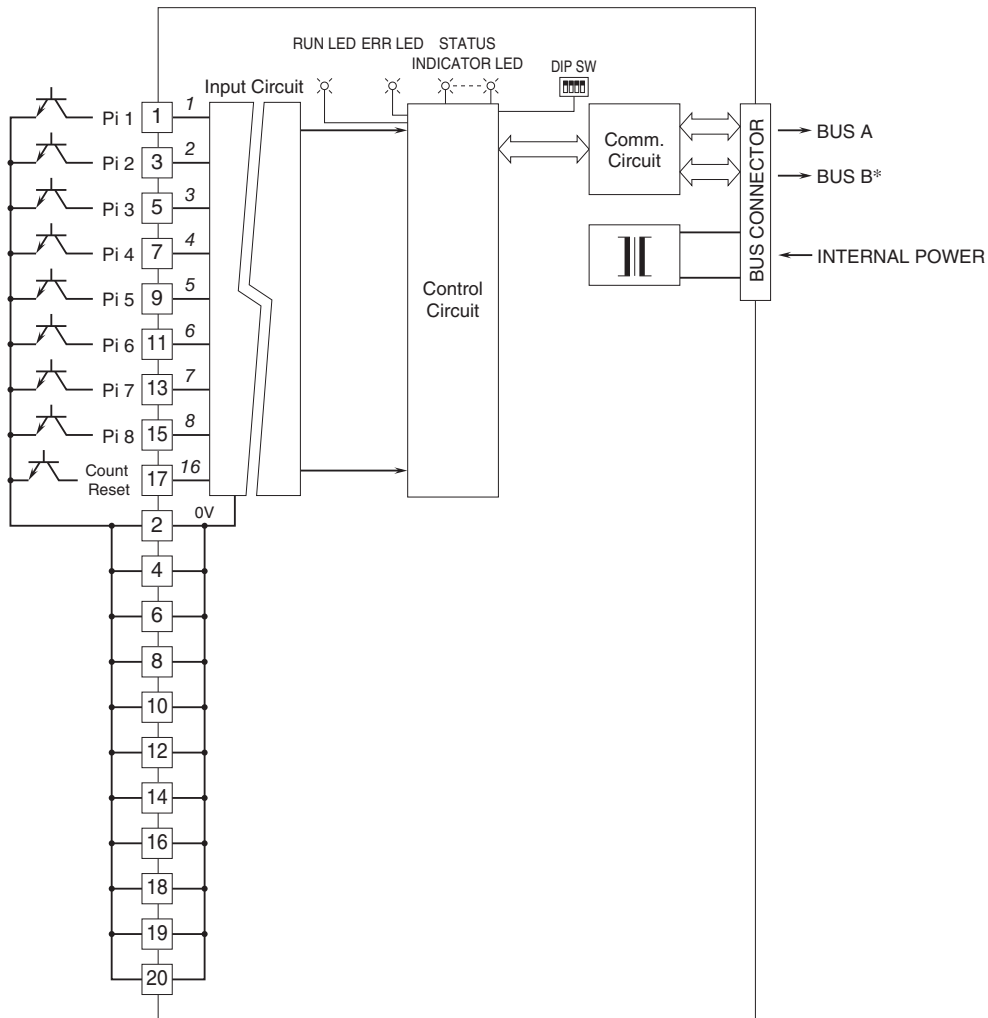 RUN LED ERR LED STATUS
INDICATOR LED
DIP SW
Input Circuit
Pi 1 1 1
Pi 2 3 2
Pi 3 5 3
Pi 4 7 4
Pi 5 9 5
Pi 6 11 6
Pi 7 13 7
Pi 8 15 8
Count
Reset
17 16
2 0V
4
6
8
10
12
14
16
18
19
20
Control
Circuit
Comm.
Circuit
BUS CONNECTOR
BUS A
BUS B*
INTERNAL POWER